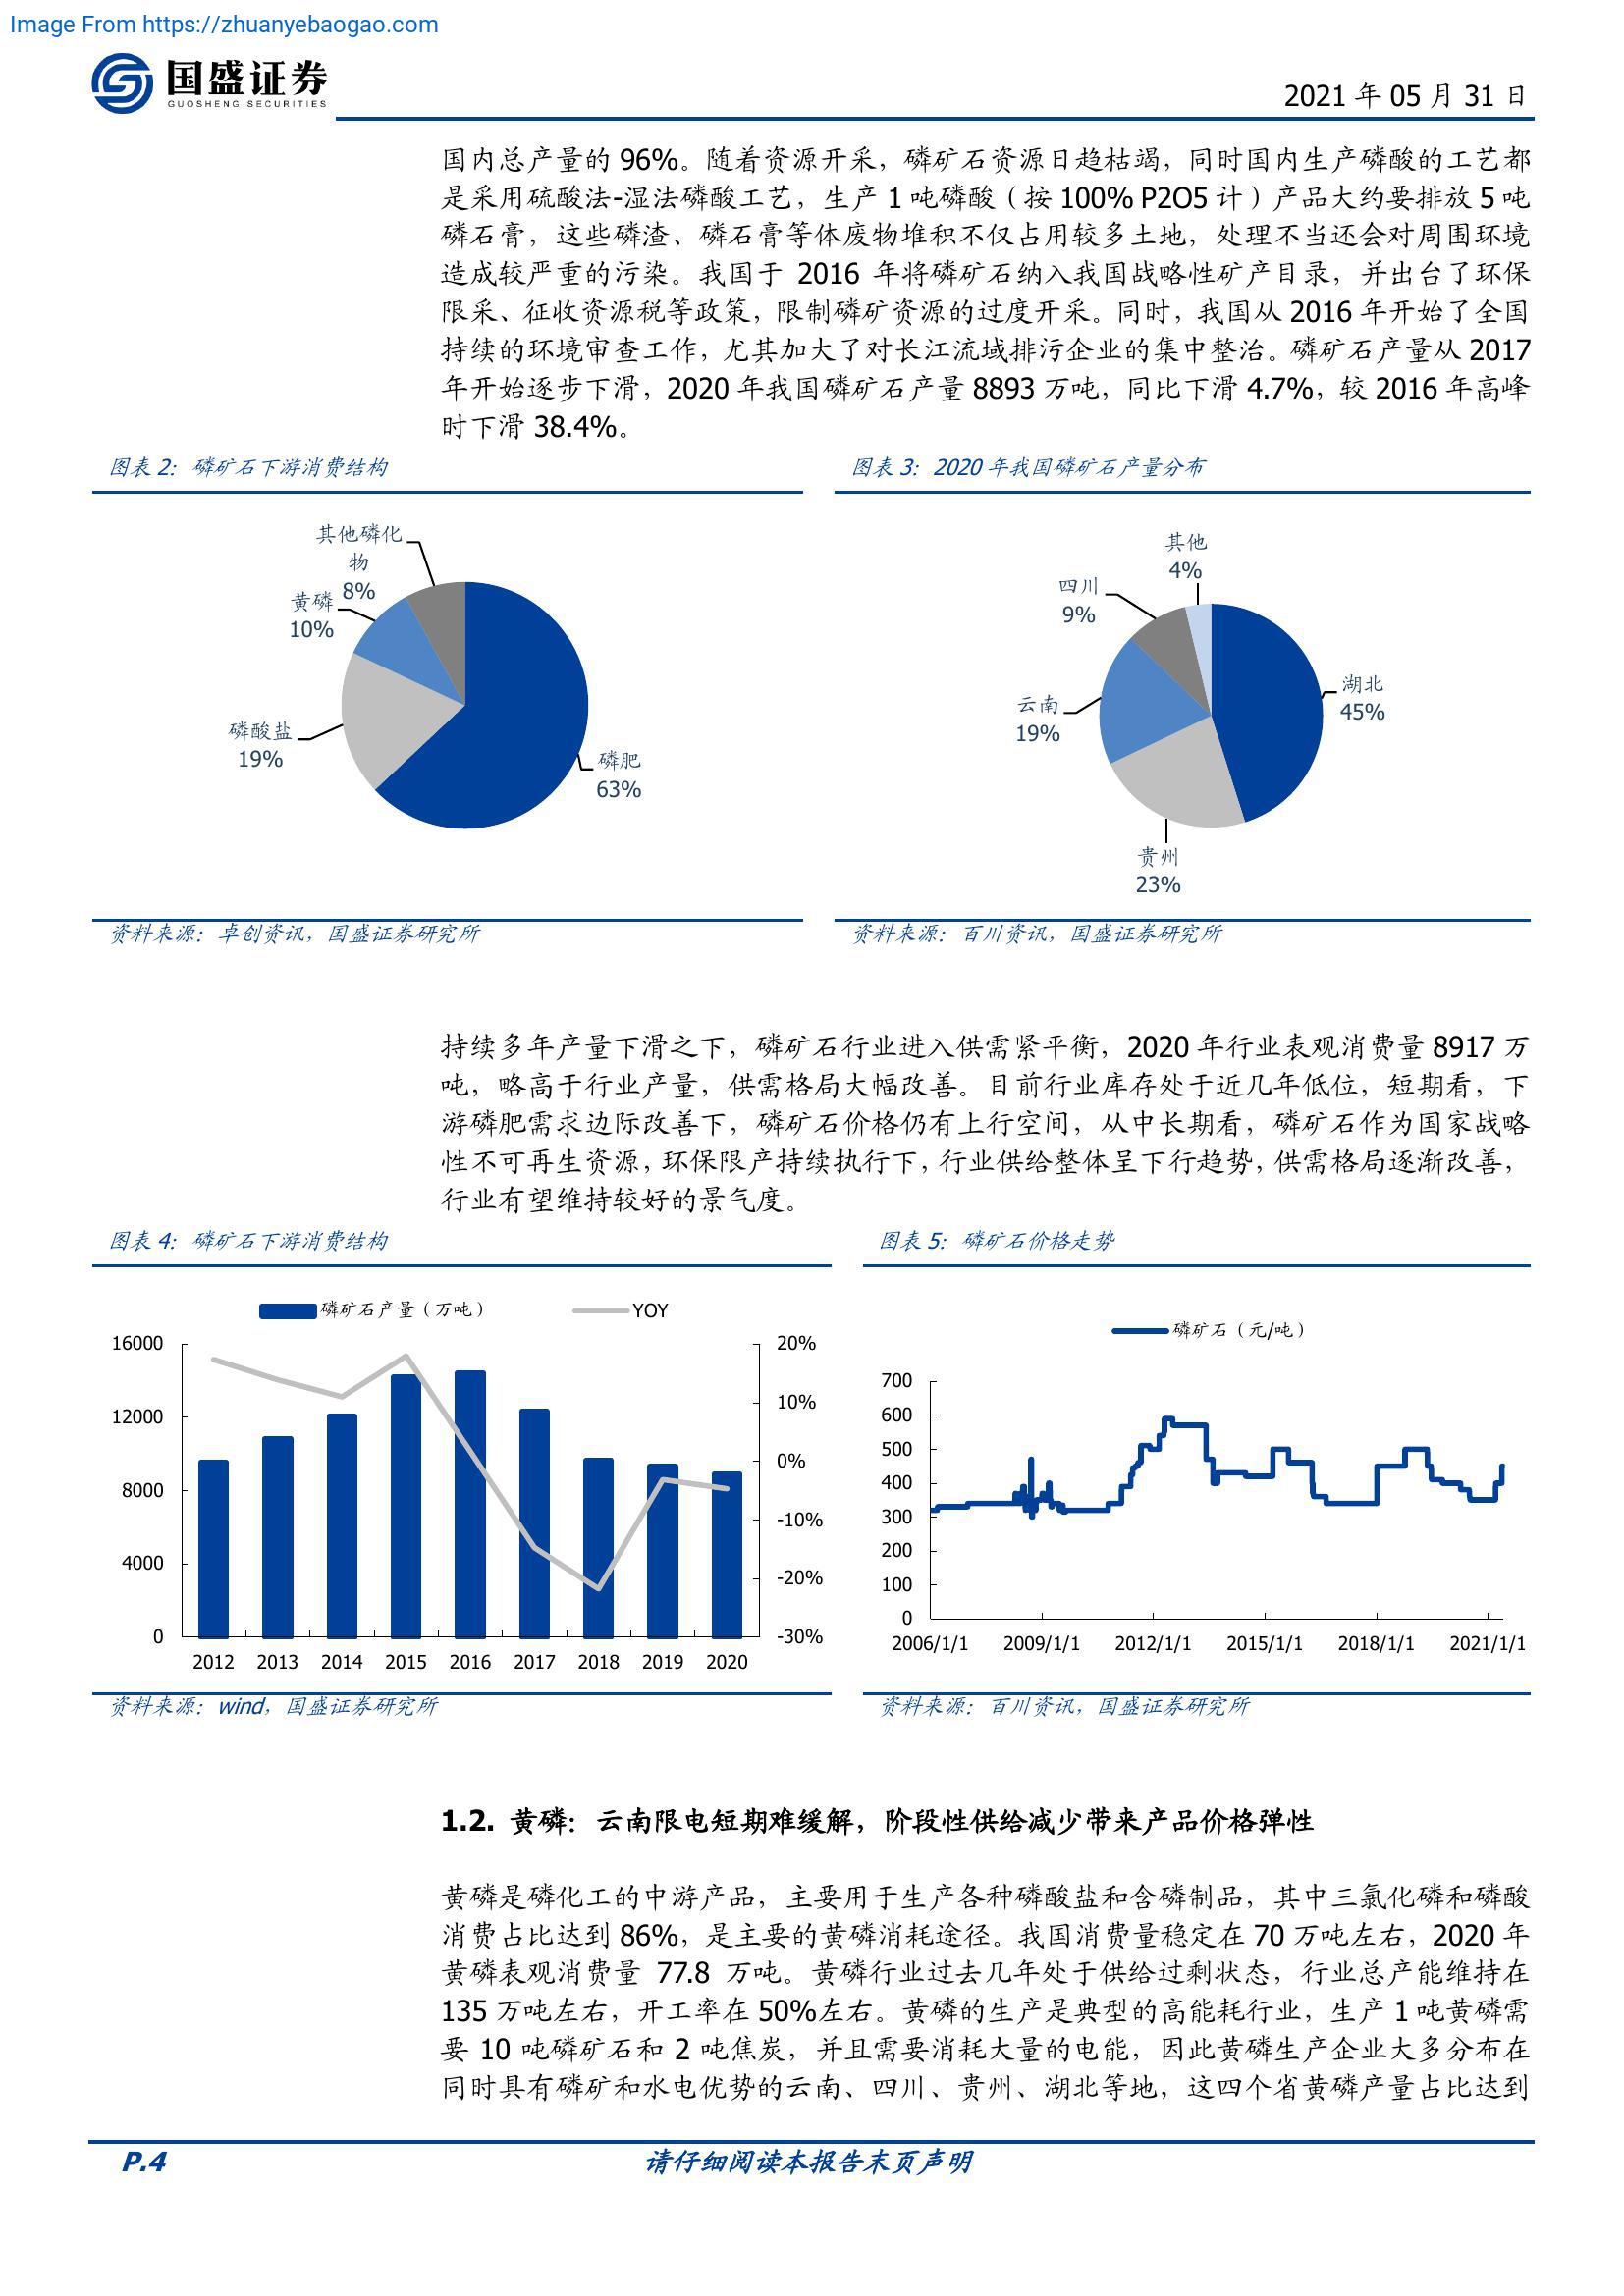 Image From https://zhuanyebaogao.com
国盛证券
GUOSHENG SECURITIES
2021 年 05 月 31 日
国内总产量的 96%。随着资源开采，磷矿石资源日趋枯竭，同时国内生产磷酸的工艺都
是采用硫酸法-湿法磷酸工艺，生产 1 吨磷酸（按 100% P2O5 计）产品大约要排放 5 吨
磷石膏，这些磷渣、磷石膏等体废物堆积不仅占用较多土地，处理不当还会对周围环境
造成较严重的污染。我国于 2016 年将磷矿石纳入我国战略性矿产目录，并出台了环保
限采、征收资源税等政策，限制磷矿资源的过度开采。同时，我国从 2016 年开始了全国
持续的环境审查工作，尤其加大了对长江流域排污企业的集中整治。磷矿石产量从 2017
年开始逐步下滑，2020 年我国磷矿石产量 8893 万吨，同比下滑 4.7%，较 2016 年高峰
时下滑 38.4%。
图表 2：磷矿石下游消费结构
其他磷化
物
8%
黄磷
10%
磷酸盐
19%
磷肥
63%
资料来源：卓创资讯，国盛证券研究所
图表 3：2020 年我国磷矿石产量分布
其他
4%
四川
9%
云南
19%
湖北
45%
贵州
23%
资料来源：百川资讯，国盛证券研究所
持续多年产量下滑之下，磷矿石行业进入供需紧平衡，2020 年行业表观消费量 8917 万
吨，略高于行业产量，供需格局大幅改善。目前行业库存处于近几年低位，短期看，下
游磷肥需求边际改善下，磷矿石价格仍有上行空间，从中长期看，磷矿石作为国家战略
性不可再生资源，环保限产持续执行下，行业供给整体呈下行趋势，供需格局逐渐改善，
行业有望维持较好的景气度。
图表 4：磷矿石下游消费结构
磷矿石产量（万吨）
YOY
16000
12000
8000
4000
0
20%
10%
0%
-10%
-20%
-30%
2012 2013 2014 2015 2016 2017 2018 2019 2020
资料来源：wind，国盛证券研究所
图表 5：磷矿石价格走势
磷矿石（元/吨）
700
600
500
400
300
200
100
0
2006/1/1 2009/1/1 2012/1/1 2015/1/1 2018/1/1 2021/1/1
资料来源：百川资讯，国盛证券研究所
1.2. 黄磷：云南限电短期难缓解，阶段性供给减少带来产品价格弹性
黄磷是磷化工的中游产品，主要用于生产各种磷酸盐和含磷制品，其中三氯化磷和磷酸
消费占比达到 86%，是主要的黄磷消耗途径。我国消费量稳定在 70 万吨左右，2020 年
黄磷表观消费量 77.8 万吨。黄磷行业过去几年处于供给过剩状态，行业总产能维持在
135 万吨左右，开工率在 50%左右。黄磷的生产是典型的高能耗行业，生产 1 吨黄磷需
要 10 吨磷矿石和 2 吨焦炭，并且需要消耗大量的电能，因此黄磷生产企业大多分布在
同时具有磷矿和水电优势的云南、四川、贵州、湖北等地，这四个省黄磷产量占比达到
P.4
请仔细阅读本报告末页声明